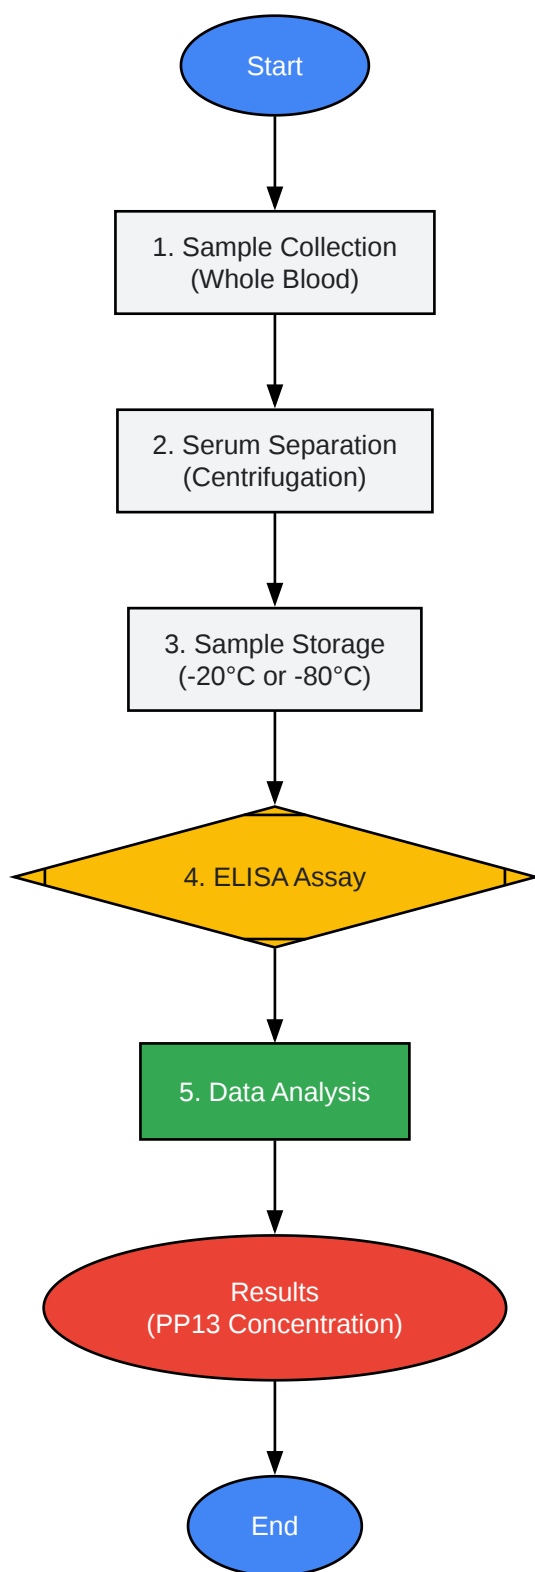 Start
1. Sample Collection
(Whole Blood)
2. Serum Separation
(Centrifugation)
3. Sample Storage
(-20°C or -80°C)
4. ELISA Assay
5. Data Analysis
Results
(PP13 Concentration)
End